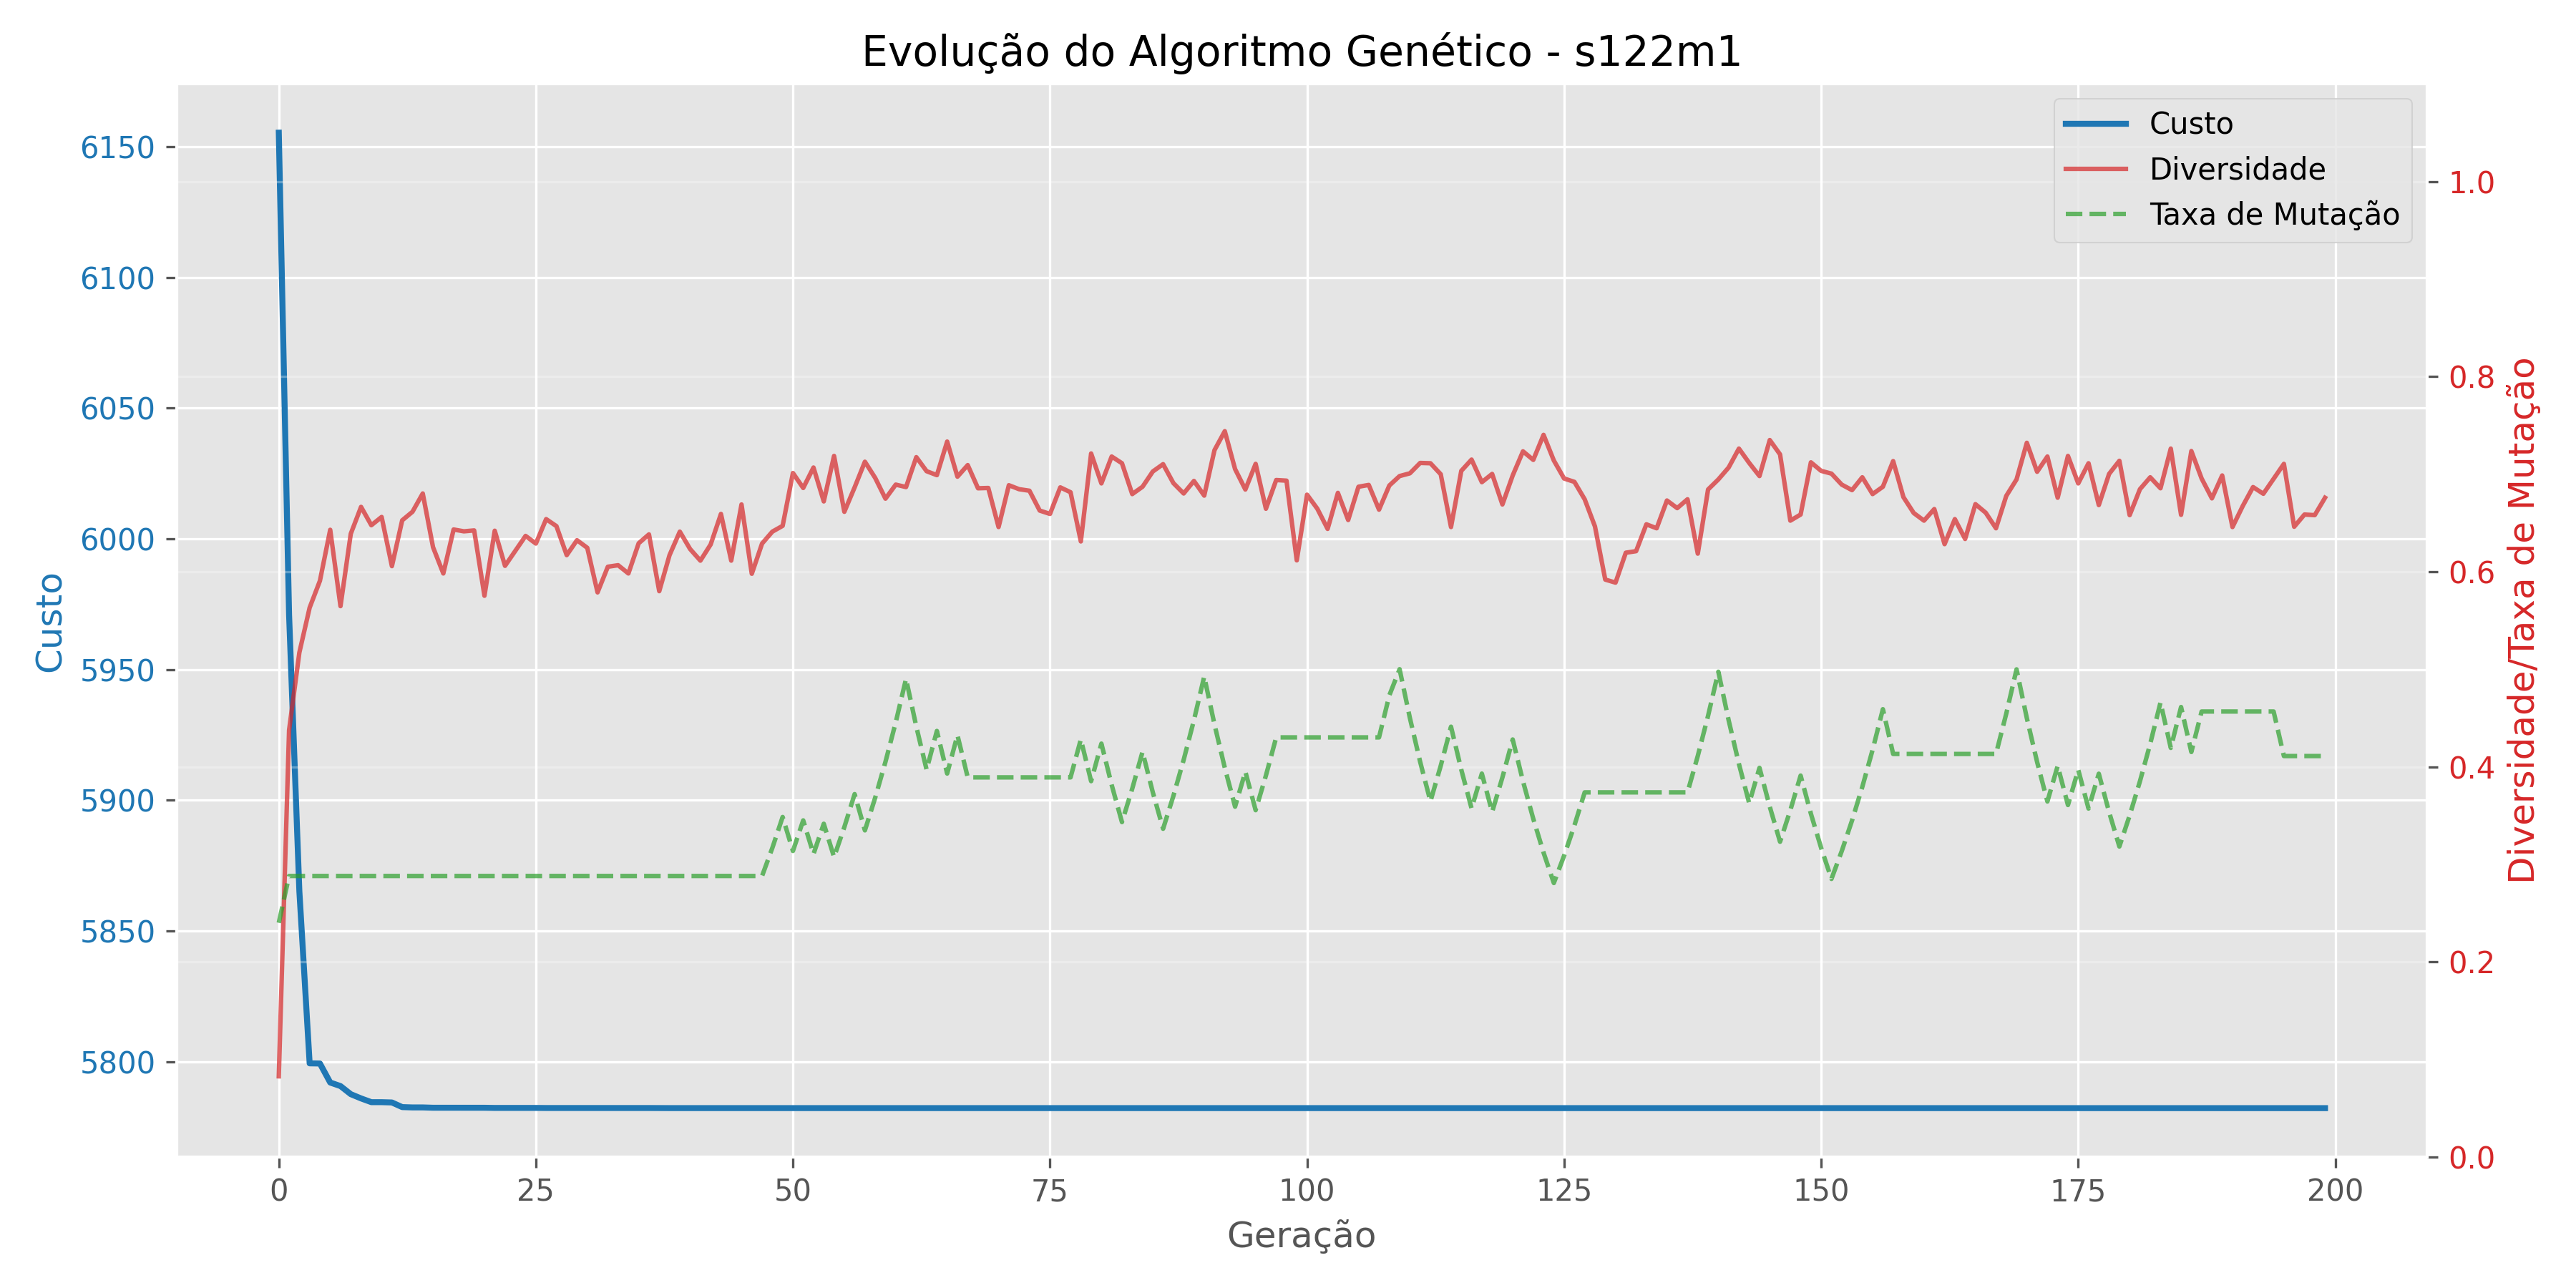 Evolução do Algoritmo Genético - s122m1
Custo
Diversidade
Taxa de Mutação
6150
6100
6050
6000
5950
5900
5850
5800
Custo
1.0
0.8
0.6
0.4
0.2
0.0
Diversidade/Taxa de Mutação
0 25 50 75 100 125 150 175 200
Geração